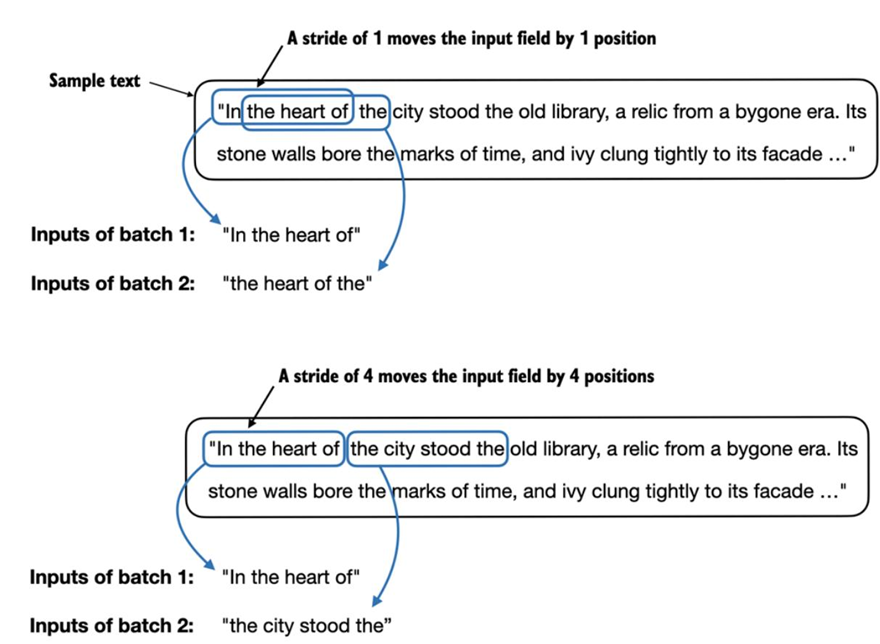 A stride of 1 moves the input field by 1 position
Sample text
"In the heart of the city stood the old library, a relic from a bygone era. Its
stone walls bore the marks of time, and ivy clung tightly to its facade …"
Inputs of batch 1: "In the heart of"
Inputs of batch 2: "the heart of the"
A stride of 4 moves the input field by 4 positions
"In the heart of the city stood the old library, a relic from a bygone era. Its
stone walls bore the marks of time, and ivy clung tightly to its facade …"
Inputs of batch 1: "In the heart of"
Inputs of batch 2: "the city stood the”